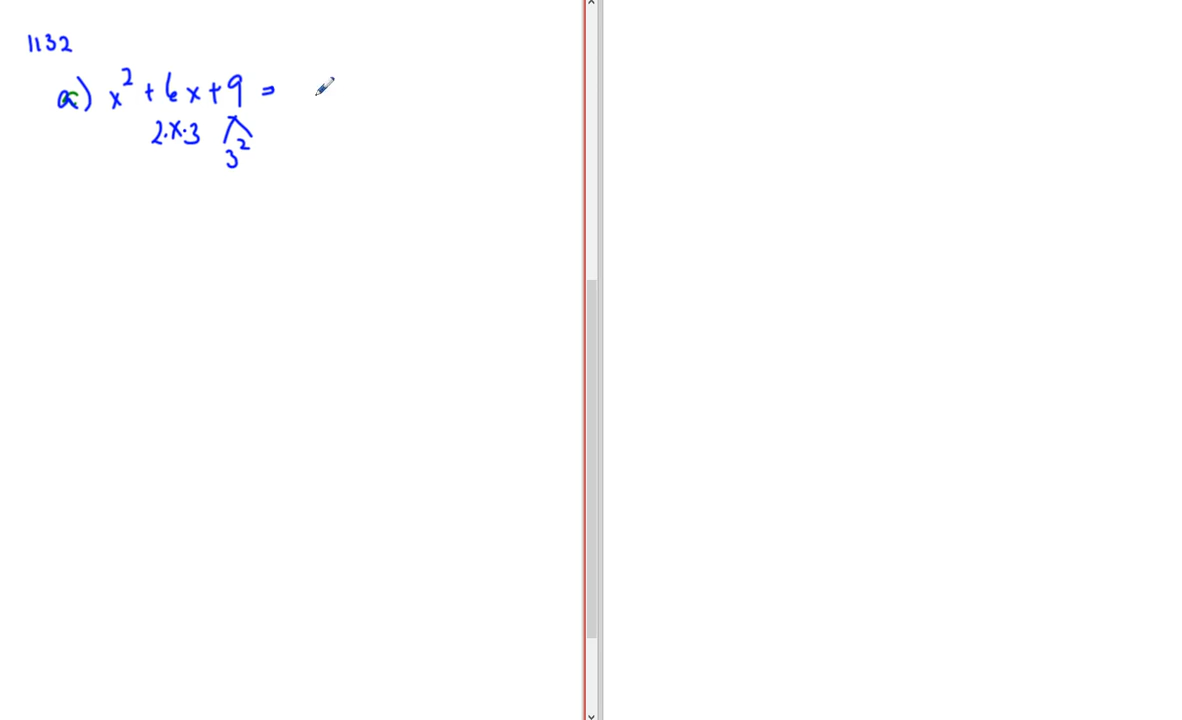 1132
a) x² + 6x + 9 =
2·x·3 3²